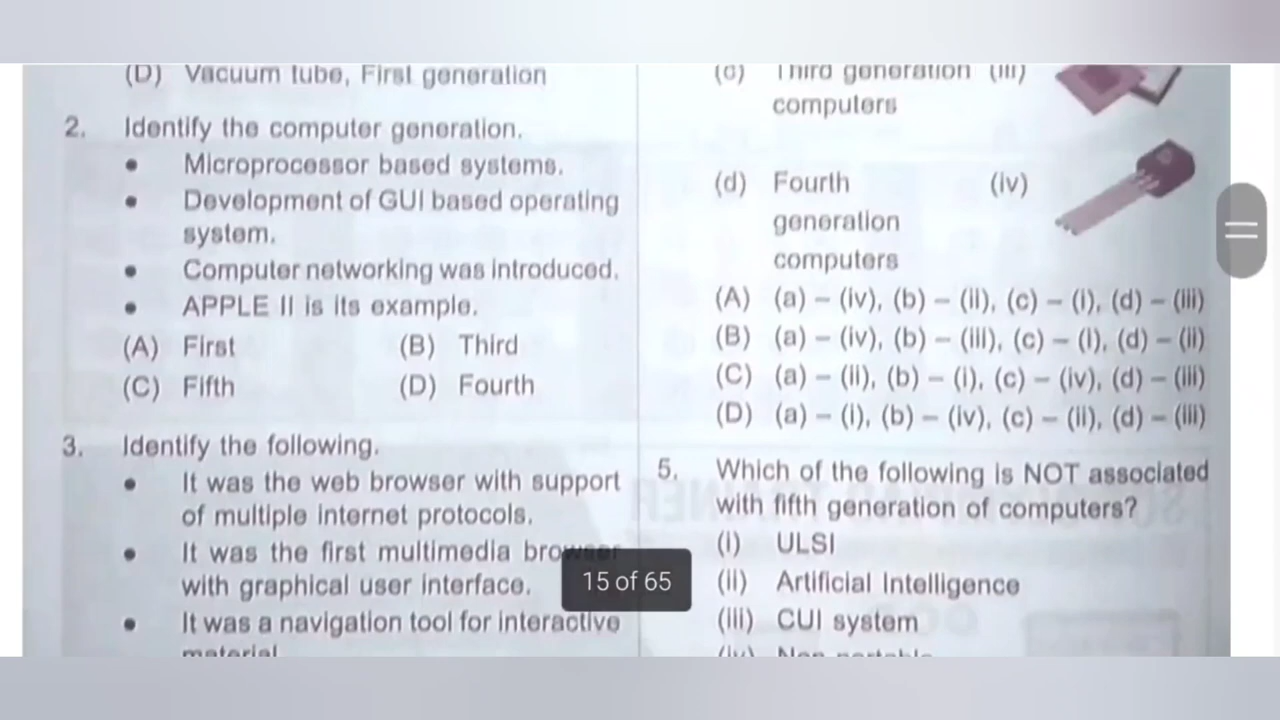 (D) Vacuum tube, First generation
2. Identify the computer generation.
• Microprocessor based systems.
• Development of GUI based operating
system.
• Computer networking was introduced.
• APPLE II is its example.
(A) First (B) Third
(C) Fifth (D) Fourth
3. Identify the following.
• It was the web browser with support
of multiple internet protocols.
• It was the first multimedia browser
with graphical user interface.
• It was a navigation tool for interactive
material
(c) Third generation (iii)
computers
(d) Fourth (iv)
generation
computers
(A) (a) – (iv), (b) – (ii), (c) – (i), (d) – (iii)
(B) (a) – (iv), (b) – (iii), (c) – (i), (d) – (ii)
(C) (a) – (ii), (b) – (i), (c) – (iv), (d) – (iii)
(D) (a) – (i), (b) – (iv), (c) – (ii), (d) – (iii)
5. Which of the following is NOT associated
with fifth generation of computers?
(i) ULSI
(ii) Artificial Intelligence
(iii) CUI system
(iv) Non portable
15 of 65